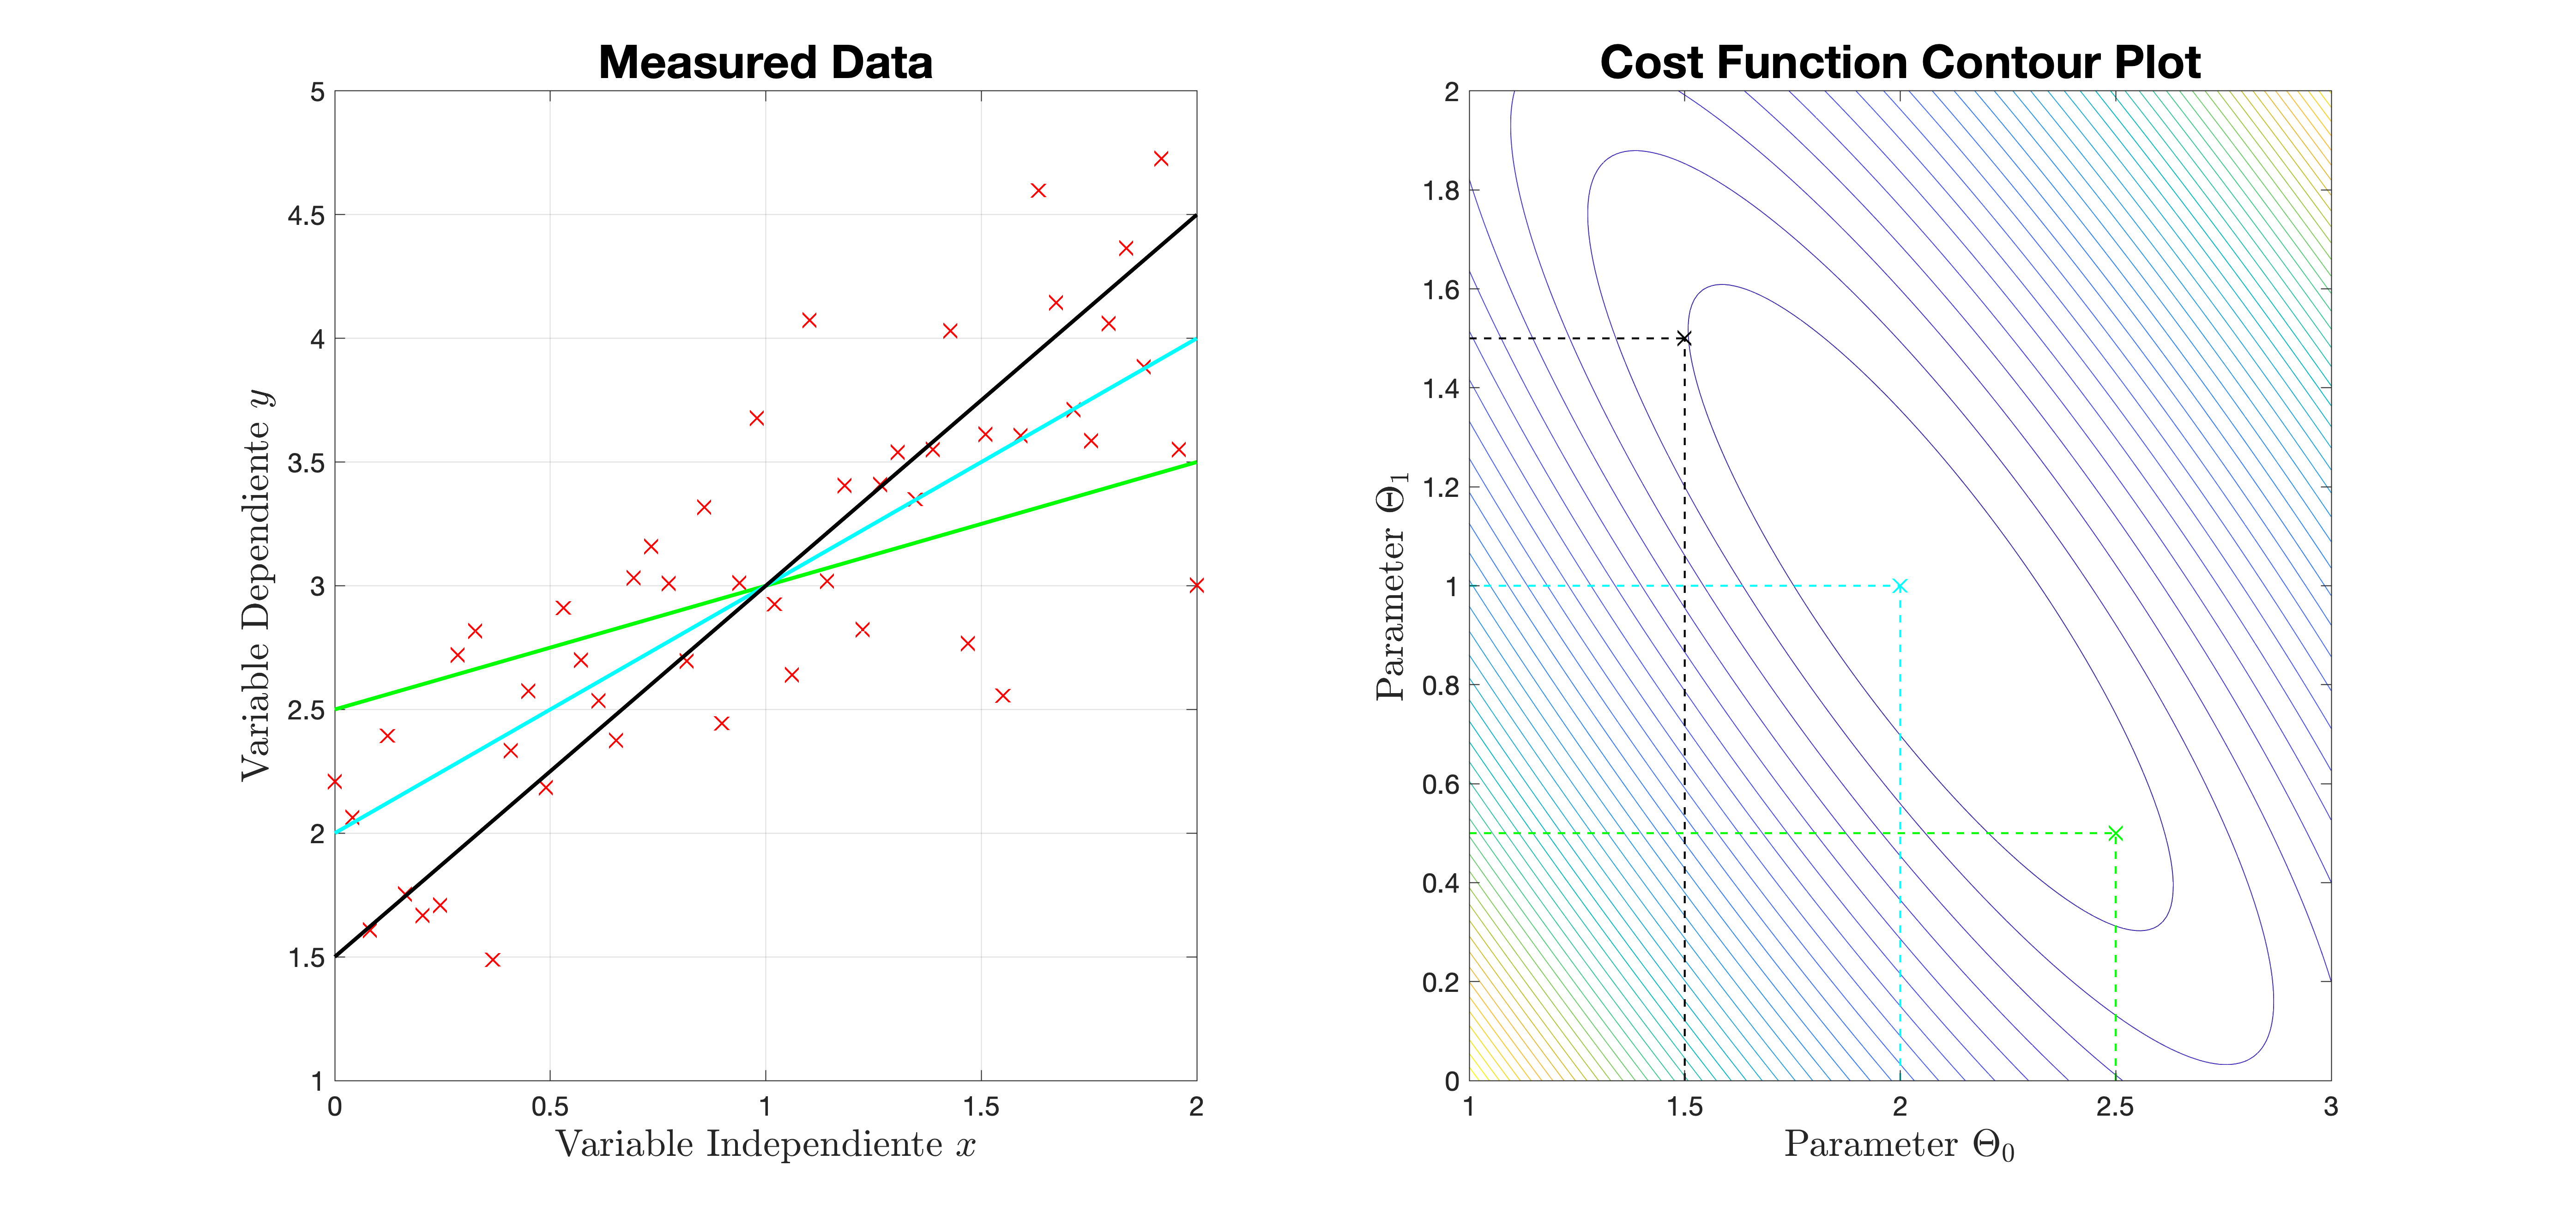 Measured Data
5
4.5
4
3.5
3
2.5
2
1.5
1
0 0.5 1 1.5 2
Variable Dependiente y
Variable Independiente x
Cost Function Contour Plot
2
1.8
1.6
1.4
1.2
1
0.8
0.6
0.4
0.2
0
1 1.5 2 2.5 3
Parameter Θ₁
Parameter Θ₀